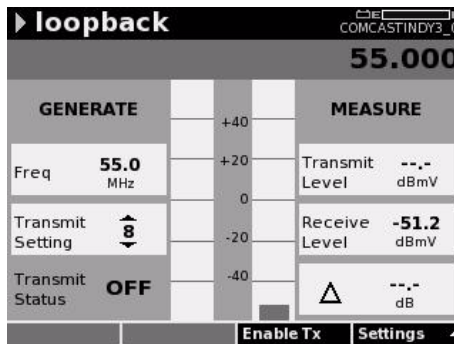 loopback
E
COMCASTINDY3_
55.000
GENERATE
MEASURE
+40
+20
0
-20
-40
Freq 55.0
MHz
Transmit Setting 8
Transmit Status OFF
Transmit Level --.-
dBmV
Receive Level -51.2
dBmV
Δ --.-
dB
Enable Tx
Settings